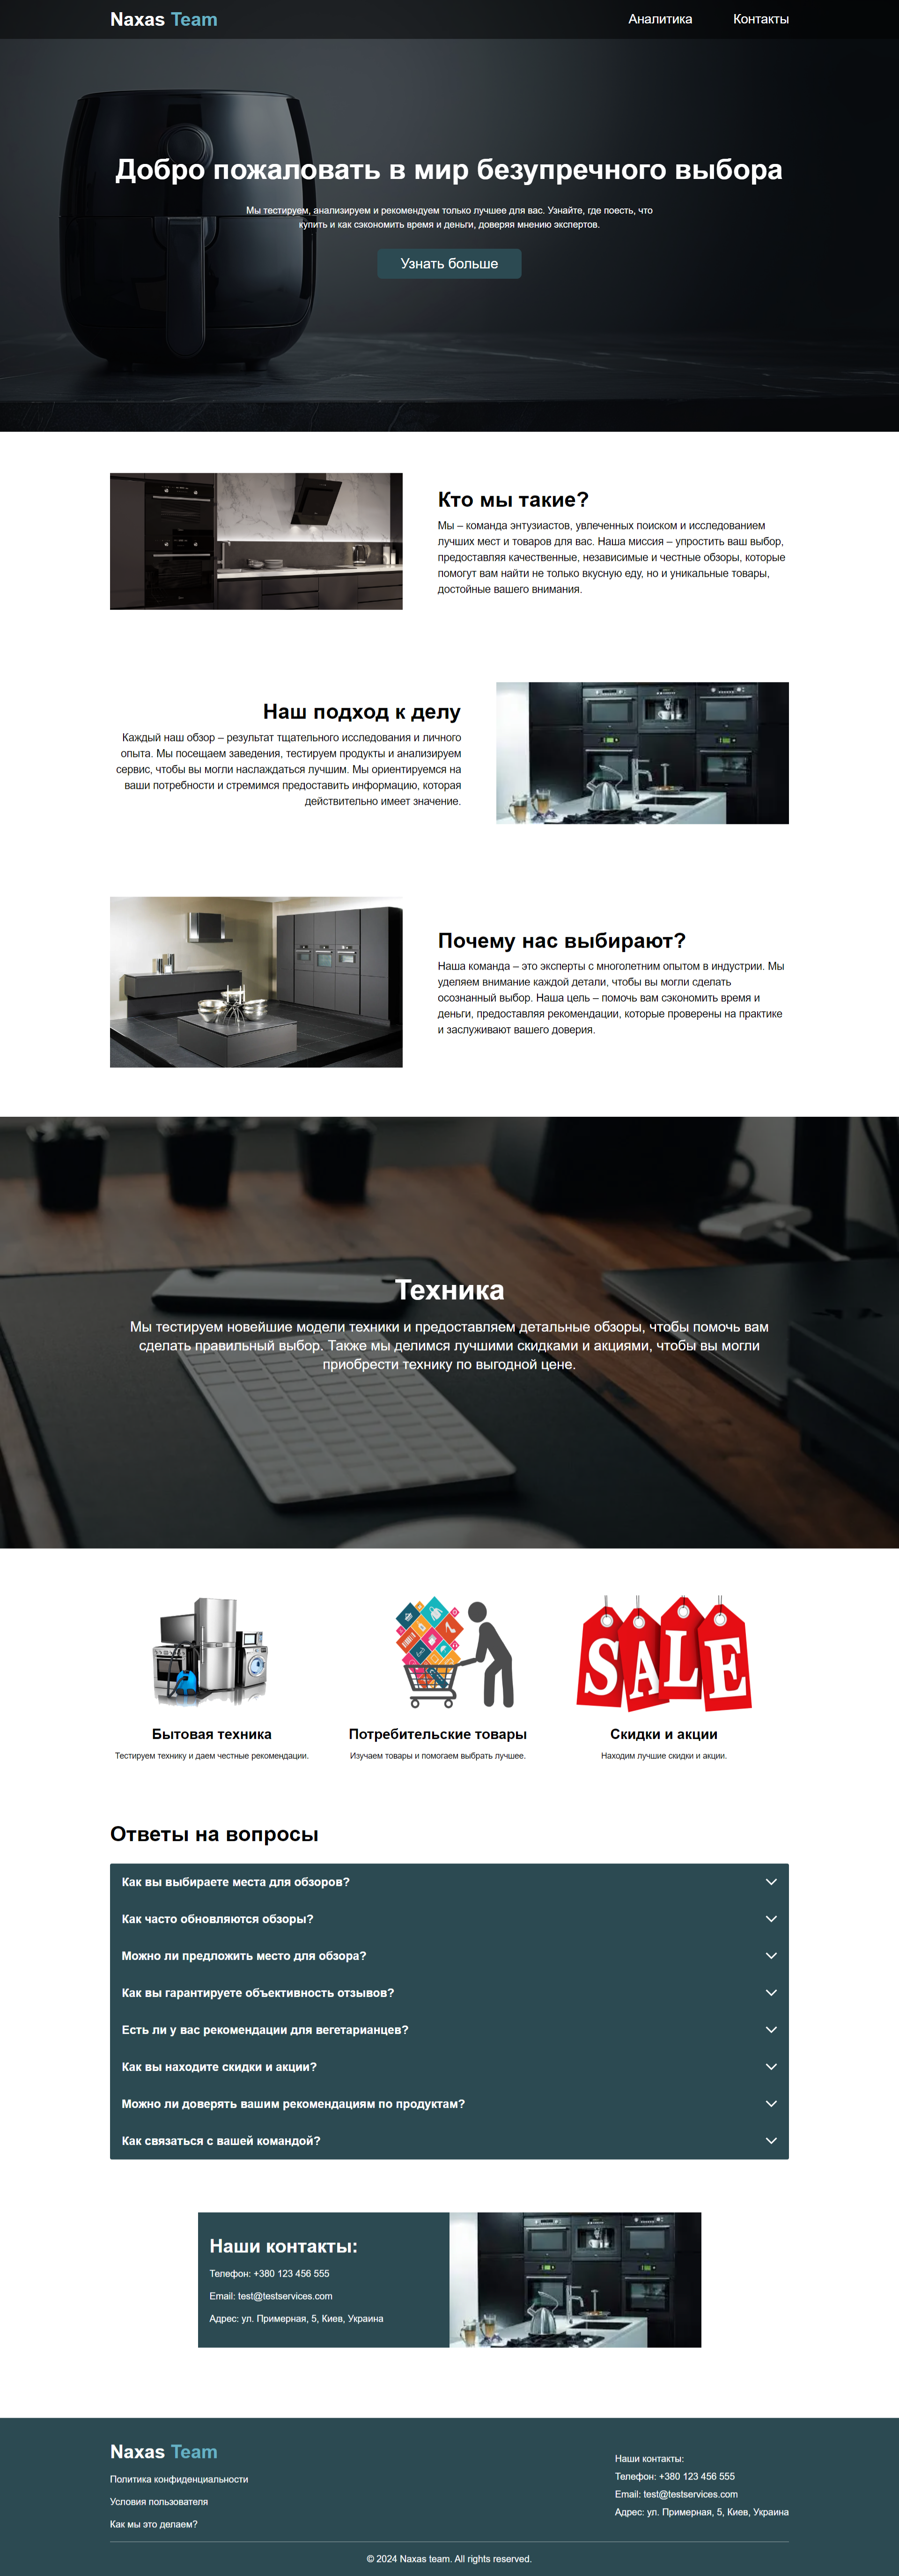 Naxas Team
Аналитика
Контакты
Добро пожаловать в мир безупречного выбора
Мы тестируем, анализируем и рекомендуем только лучшее для вас. Узнайте, где поесть, что
купить и как сэкономить время и деньги, доверяя мнению экспертов.
Узнать больше
Кто мы такие?
Мы – команда энтузиастов, увлеченных поиском и исследованием
лучших мест и товаров для вас. Наша миссия – упростить ваш выбор,
предоставляя качественные, независимые и честные обзоры, которые
помогут вам найти не только вкусную еду, но и уникальные товары,
достойные вашего внимания.
Наш подход к делу
Каждый наш обзор – результат тщательного исследования и личного
опыта. Мы посещаем заведения, тестируем продукты и анализируем
сервис, чтобы вы могли наслаждаться лучшим. Мы ориентируемся на
ваши потребности и стремимся предоставить информацию, которая
действительно имеет значение.
Почему нас выбирают?
Наша команда – это эксперты с многолетним опытом в индустрии. Мы
уделяем внимание каждой детали, чтобы вы могли сделать
осознанный выбор. Наша цель – помочь вам сэкономить время и
деньги, предоставляя рекомендации, которые проверены на практике
и заслуживают вашего доверия.
Техника
Мы тестируем новейшие модели техники и предоставляем детальные обзоры, чтобы помочь вам
сделать правильный выбор. Также мы делимся лучшими скидками и акциями, чтобы вы могли
приобрести технику по выгодной цене.
SALE
Бытовая техника
Тестируем технику и даем честные рекомендации.
Потребительские товары
Изучаем товары и помогаем выбрать лучшее.
Скидки и акции
Находим лучшие скидки и акции.
Ответы на вопросы
Как вы выбираете места для обзоров?
Как часто обновляются обзоры?
Можно ли предложить место для обзора?
Как вы гарантируете объективность отзывов?
Есть ли у вас рекомендации для вегетарианцев?
Как вы находите скидки и акции?
Можно ли доверять вашим рекомендациям по продуктам?
Как связаться с вашей командой?
Наши контакты:
Телефон: +380 123 456 555
Email: test@testservices.com
Адрес: ул. Примерная, 5, Киев, Украина
Naxas Team
Политика конфиденциальности
Условия пользователя
Как мы это делаем?
Наши контакты:
Телефон: +380 123 456 555
Email: test@testservices.com
Адрес: ул. Примерная, 5, Киев, Украина
© 2024 Naxas team. All rights reserved.